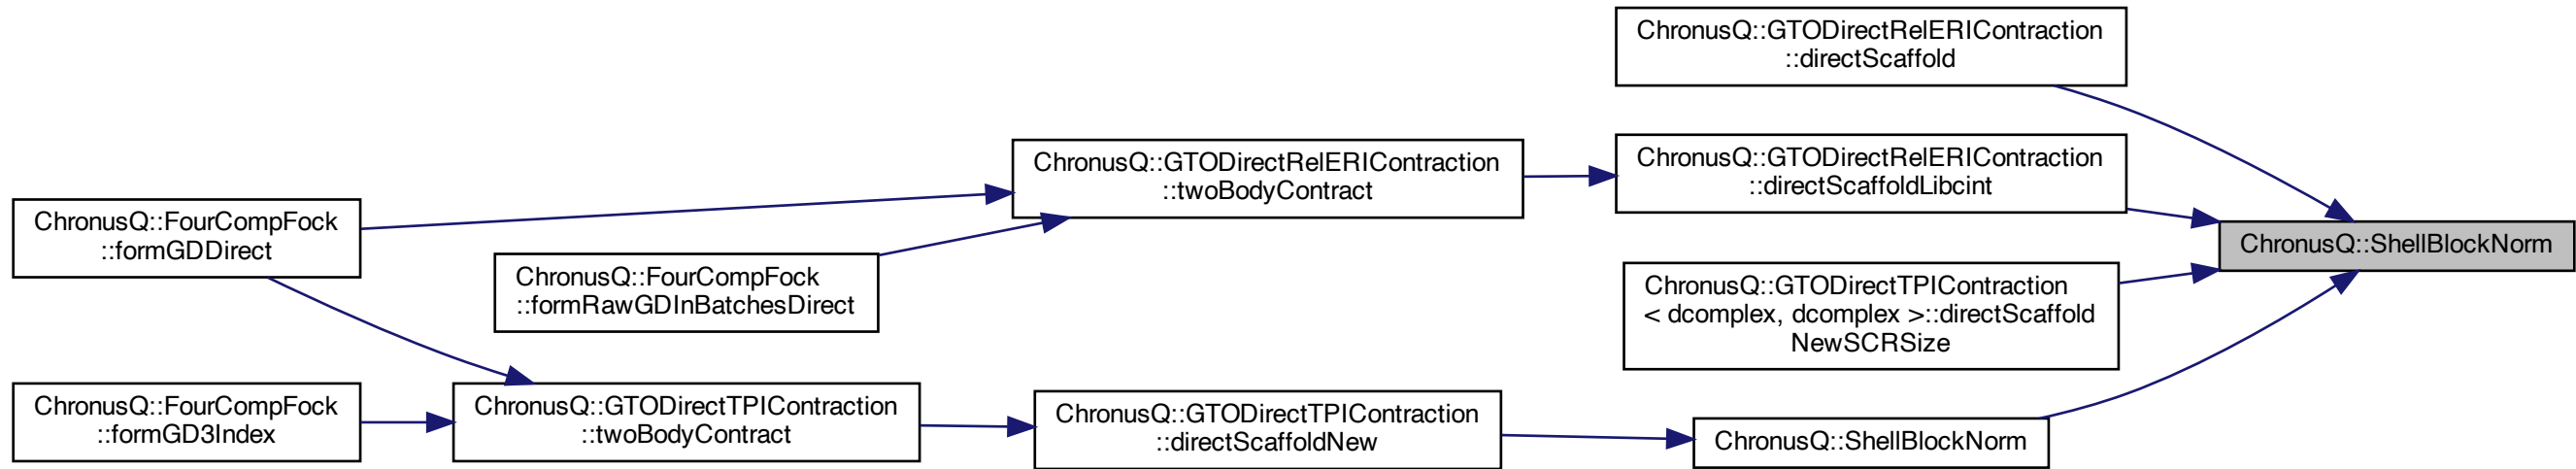 ChronusQ::GTODirectRelERIContraction
::directScaffold
ChronusQ::GTODirectRelERIContraction
::directScaffoldLibcint
ChronusQ::GTODirectRelERIContraction
::twoBodyContract
ChronusQ::FourCompFock
::formGDDirect
ChronusQ::ShellBlockNorm
ChronusQ::FourCompFock
::formRawGDInBatchesDirect
ChronusQ::GTODirectTPIContraction
< dcomplex, dcomplex >::directScaffold
NewSCRSize
ChronusQ::FourCompFock
::formGD3Index
ChronusQ::GTODirectTPIContraction
::twoBodyContract
ChronusQ::GTODirectTPIContraction
::directScaffoldNew
ChronusQ::ShellBlockNorm